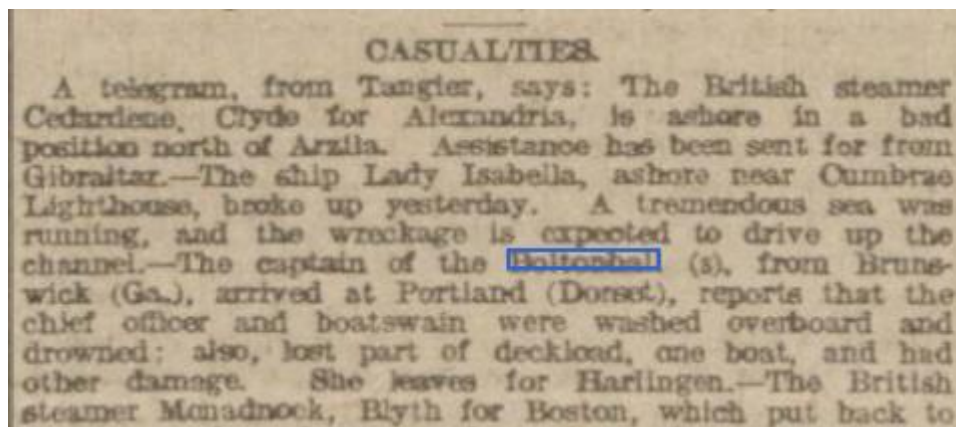 CASUALTIES.
A telegram, from Tangier, says: The British steamer
Cedardene, Clyde for Alexandria, is ashore in a bad
position north of Arzila. Assistance has been sent for from
Gibraltar.—The ship Lady Isabella, ashore near Cumbrae
Lighthouse, broke up yesterday. A tremendous sea was
running, and the wreckage is expected to drive up the
channel.—The captain of the Boltonhal (s), from Bruns-
wick (Ga.), arrived at Portland (Dorset), reports that the
chief officer and boatswain were washed overboard and
drowned; also, lost part of deckload, one boat, and had
other damage. She leaves for Harlingen.—The British
steamer Monadnock, Blyth for Boston, which put back to